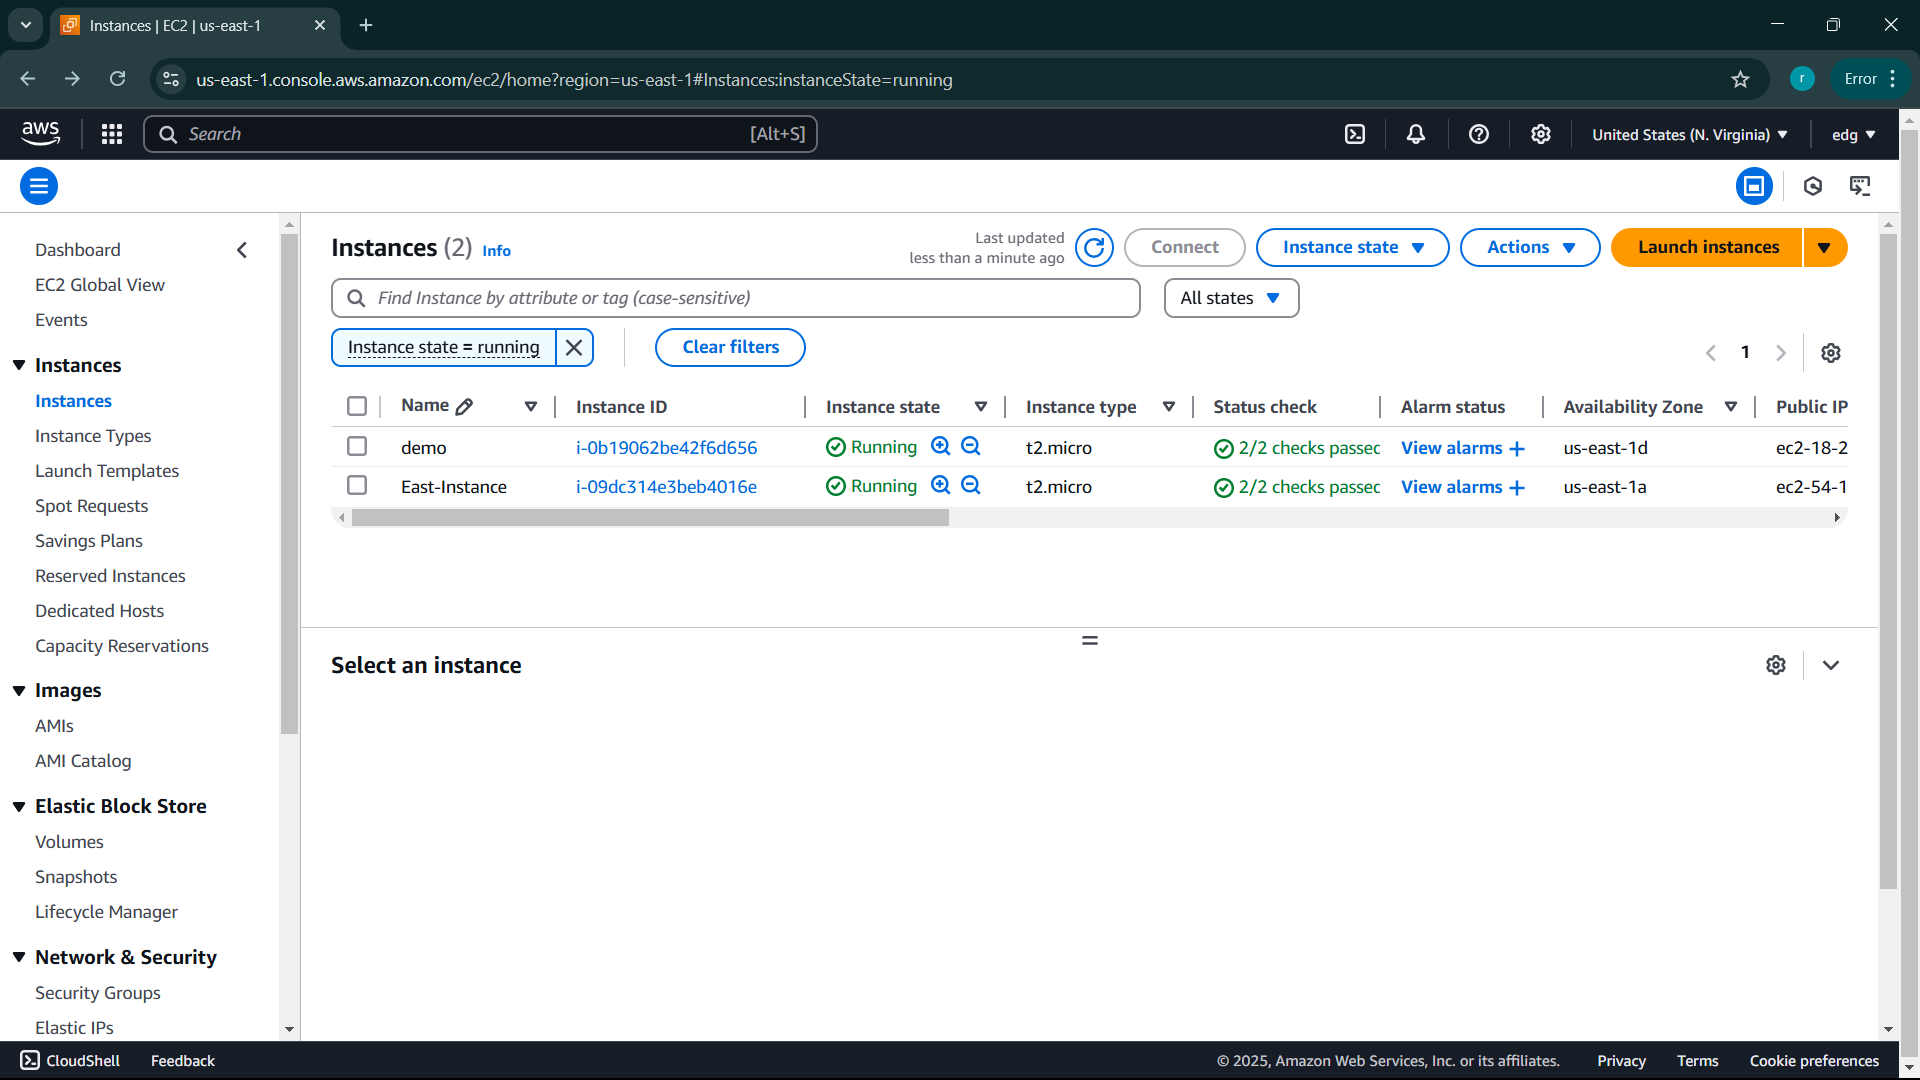 Instances | EC2 | us-east-1
us-east-1.console.aws.amazon.com/ec2/home?region=us-east-1#Instances:instanceState=running
r
Error
aws
Search
[Alt+S]
United States (N. Virginia)
edg
Dashboard
EC2 Global View
Events
Instances
Instances
Instance Types
Launch Templates
Spot Requests
Savings Plans
Reserved Instances
Dedicated Hosts
Capacity Reservations
Images
AMIs
AMI Catalog
Elastic Block Store
Volumes
Snapshots
Lifecycle Manager
Network & Security
Security Groups
Elastic IPs
Instances (2) Info
Last updated
less than a minute ago
Connect
Instance state
Actions
Launch instances
Find Instance by attribute or tag (case-sensitive)
All states
Instance state = running
Clear filters
1
Name Instance ID Instance state Instance type Status check Alarm status Availability Zone Public IP
demo i-0b19062be42f6d656 Running t2.micro 2/2 checks passed View alarms + us-east-1d ec2-18-2
East-Instance i-09dc314e3beb4016e Running t2.micro 2/2 checks passed View alarms + us-east-1a ec2-54-1
Select an instance
CloudShell Feedback
© 2025, Amazon Web Services, Inc. or its affiliates. Privacy Terms Cookie preferences